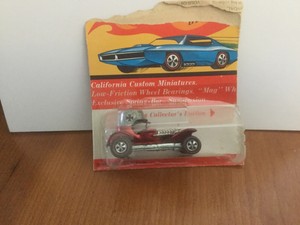 California Custom Miniatures
Low-Friction Wheel Bearings. "Mag" Wh
Exclusive
Collector's